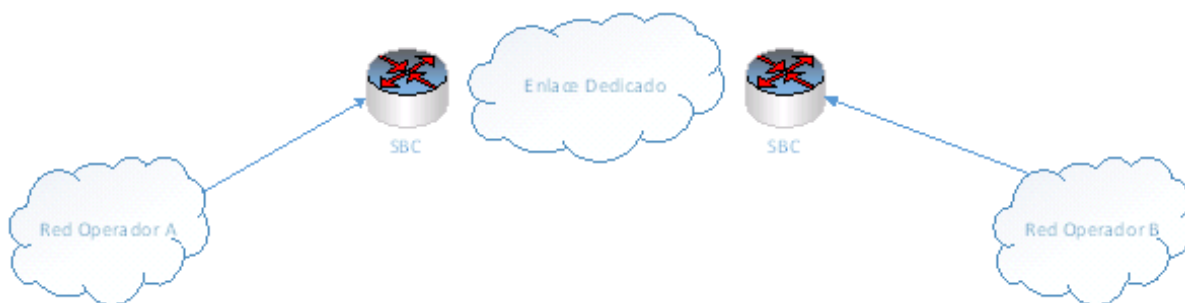 Enlace Dedicado
SBC
SBC
Red Operador A
Red Operador B